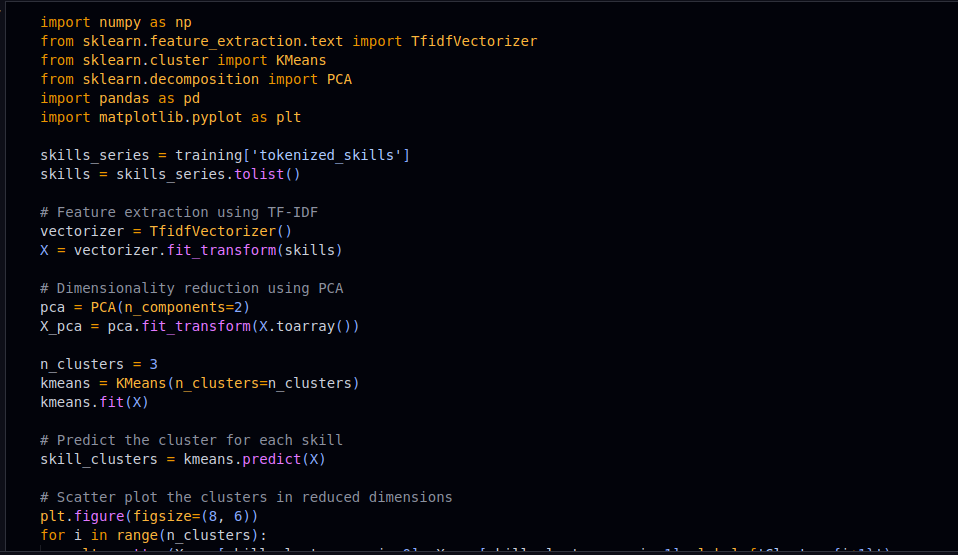 import numpy as np
from sklearn.feature_extraction.text import TfidfVectorizer
from sklearn.cluster import KMeans
from sklearn.decomposition import PCA
import pandas as pd
import matplotlib.pyplot as plt
skills_series = training['tokenized_skills']
skills = skills_series.tolist()
# Feature extraction using TF-IDF
vectorizer = TfidfVectorizer()
X = vectorizer.fit_transform(skills)
# Dimensionality reduction using PCA
pca = PCA(n_components=2)
X_pca = pca.fit_transform(X.toarray())
n_clusters = 3
kmeans = KMeans(n_clusters=n_clusters)
kmeans.fit(X)
# Predict the cluster for each skill
skill_clusters = kmeans.predict(X)
# Scatter plot the clusters in reduced dimensions
plt.figure(figsize=(8, 6))
for i in range(n_clusters):